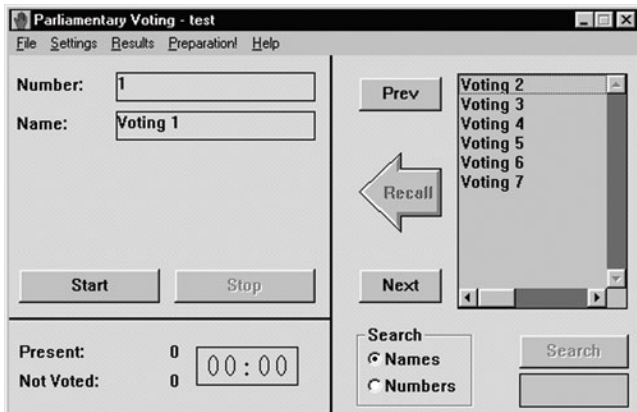 Parliamentary Voting - test
File Settings Results Preparation! Help
Number: 1
Name: Voting 1
Start Stop
Present: 0
Not Voted: 0
00:00
Prev
Recall
Next
Voting 2
Voting 3
Voting 4
Voting 5
Voting 6
Voting 7
Search
Names
Numbers
Search